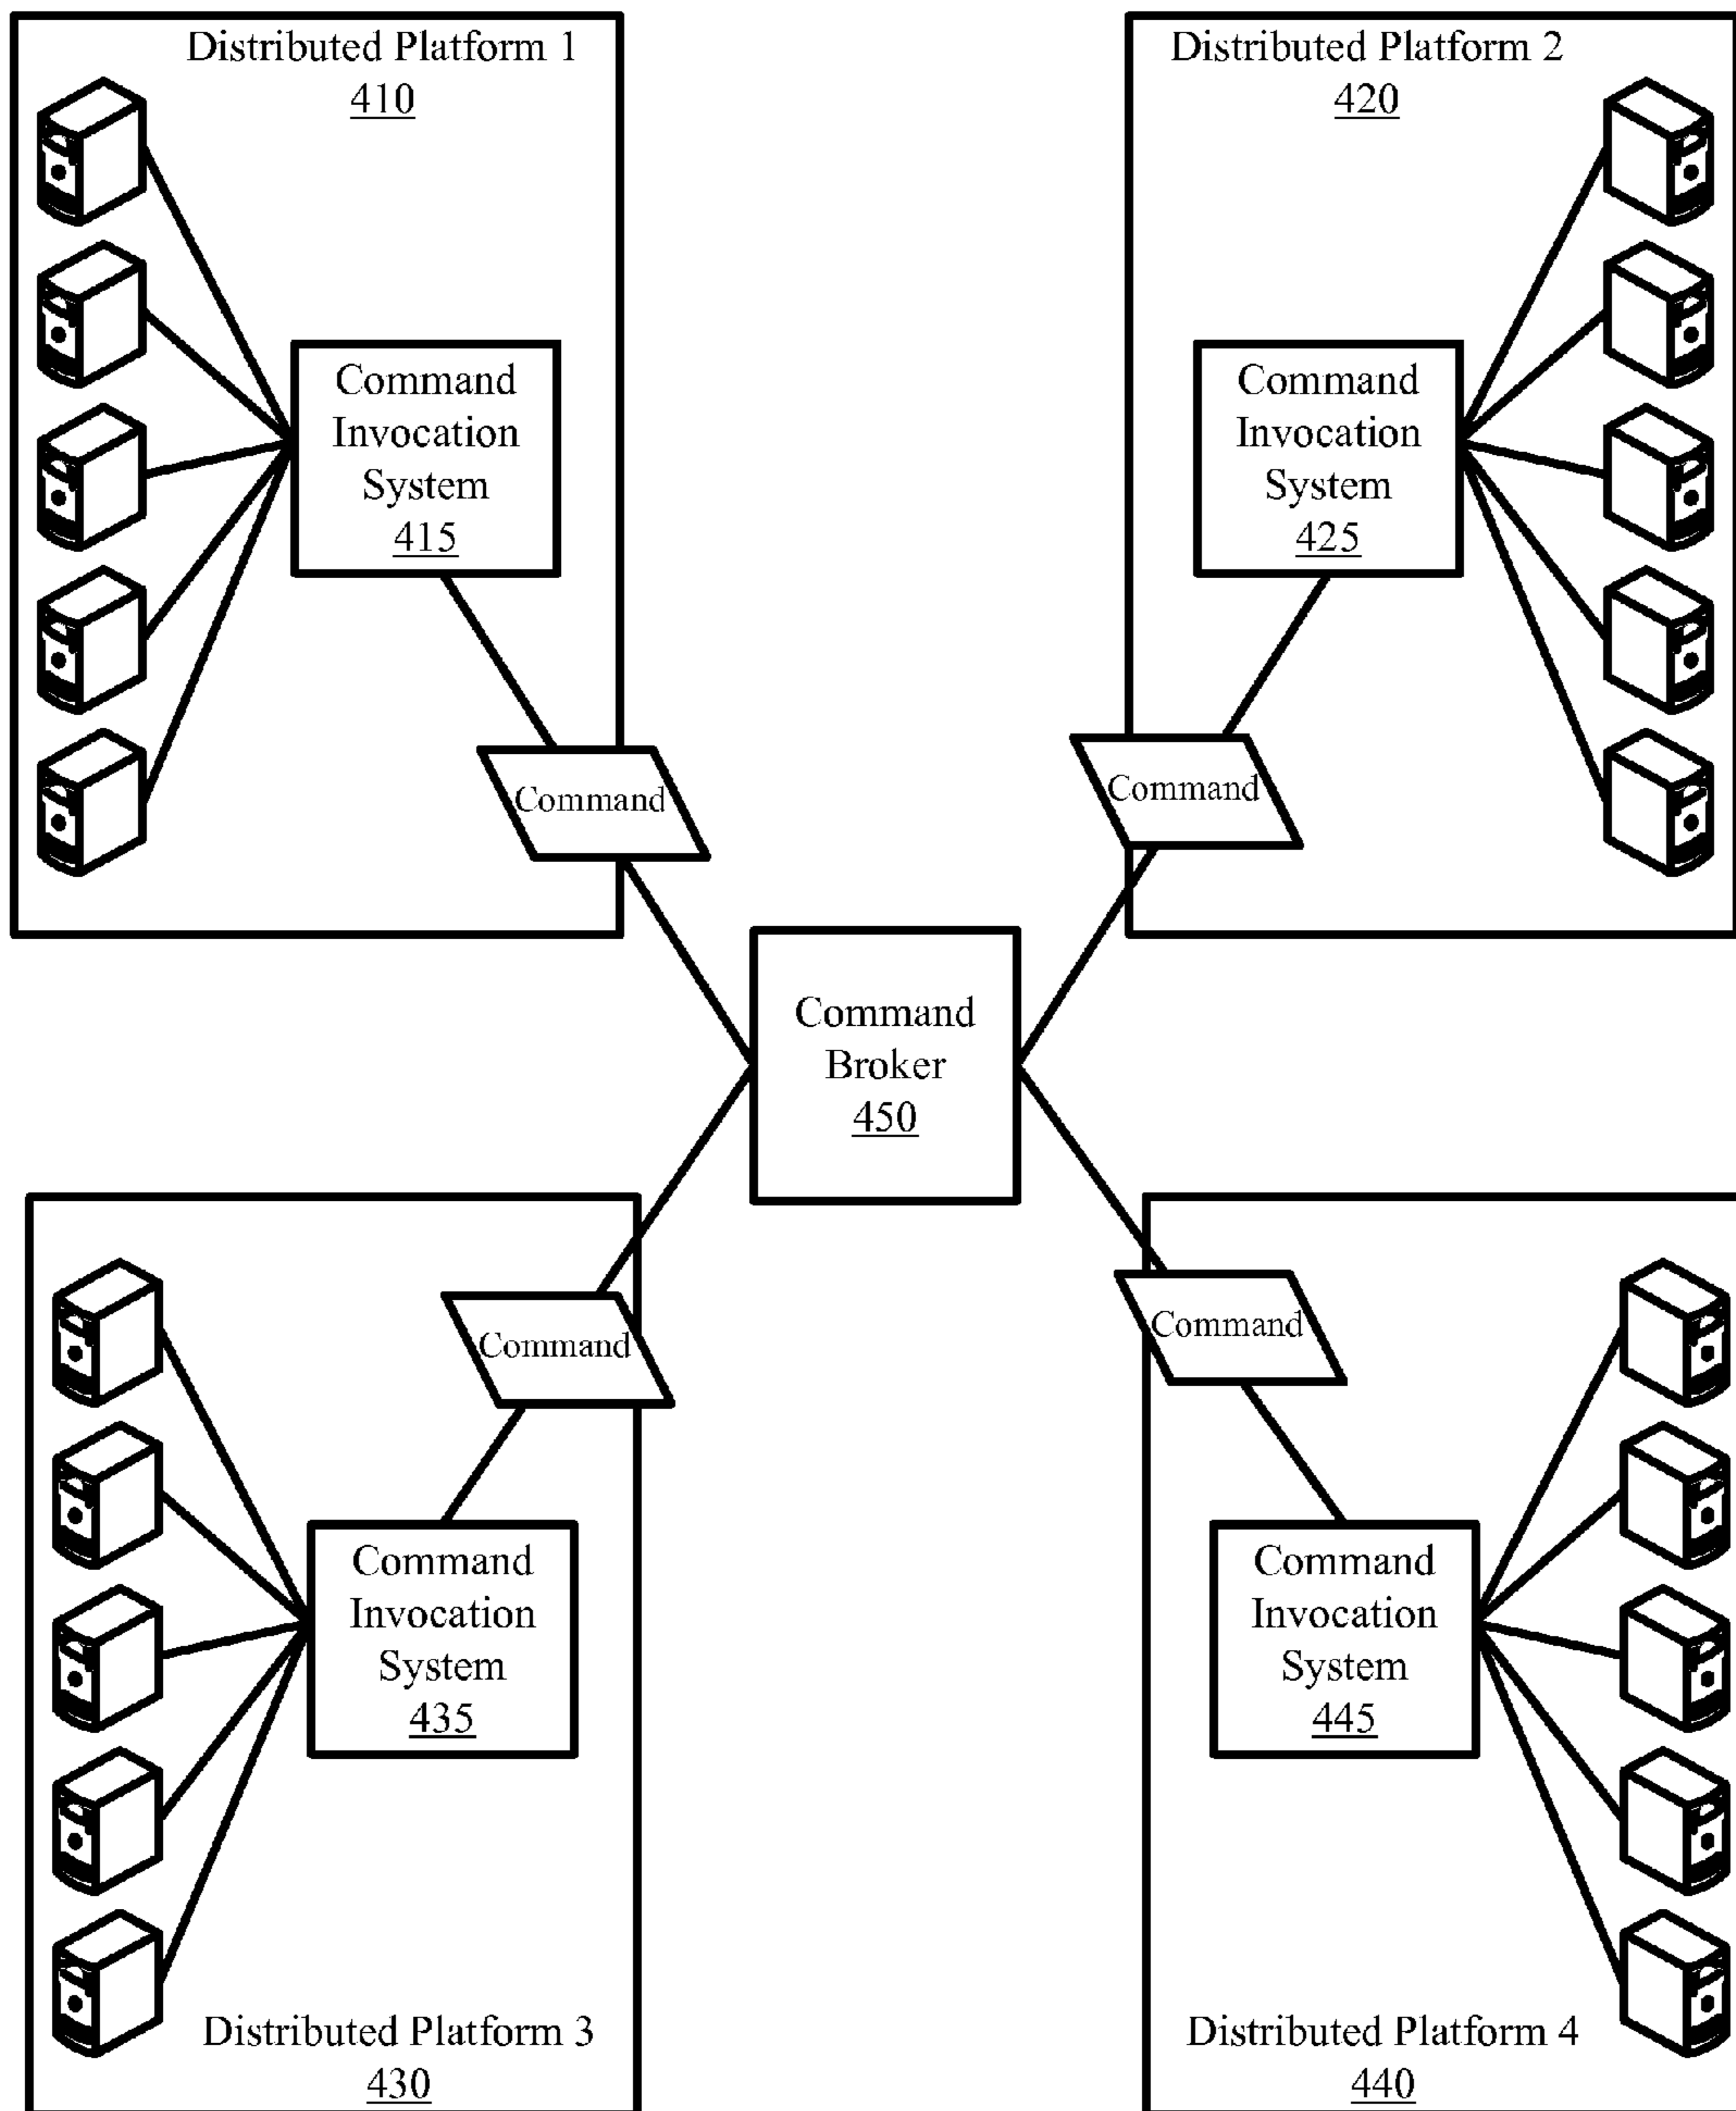 Distributed Platform 1
410
Command
Invocation
System
415
Command
Distributed Platform 2
420
Command
Invocation
System
425
Command
Command
Broker
450
Command
Command
Invocation
System
435
Distributed Platform 3
430
Command
Command
Invocation
System
445
Distributed Platform 4
440